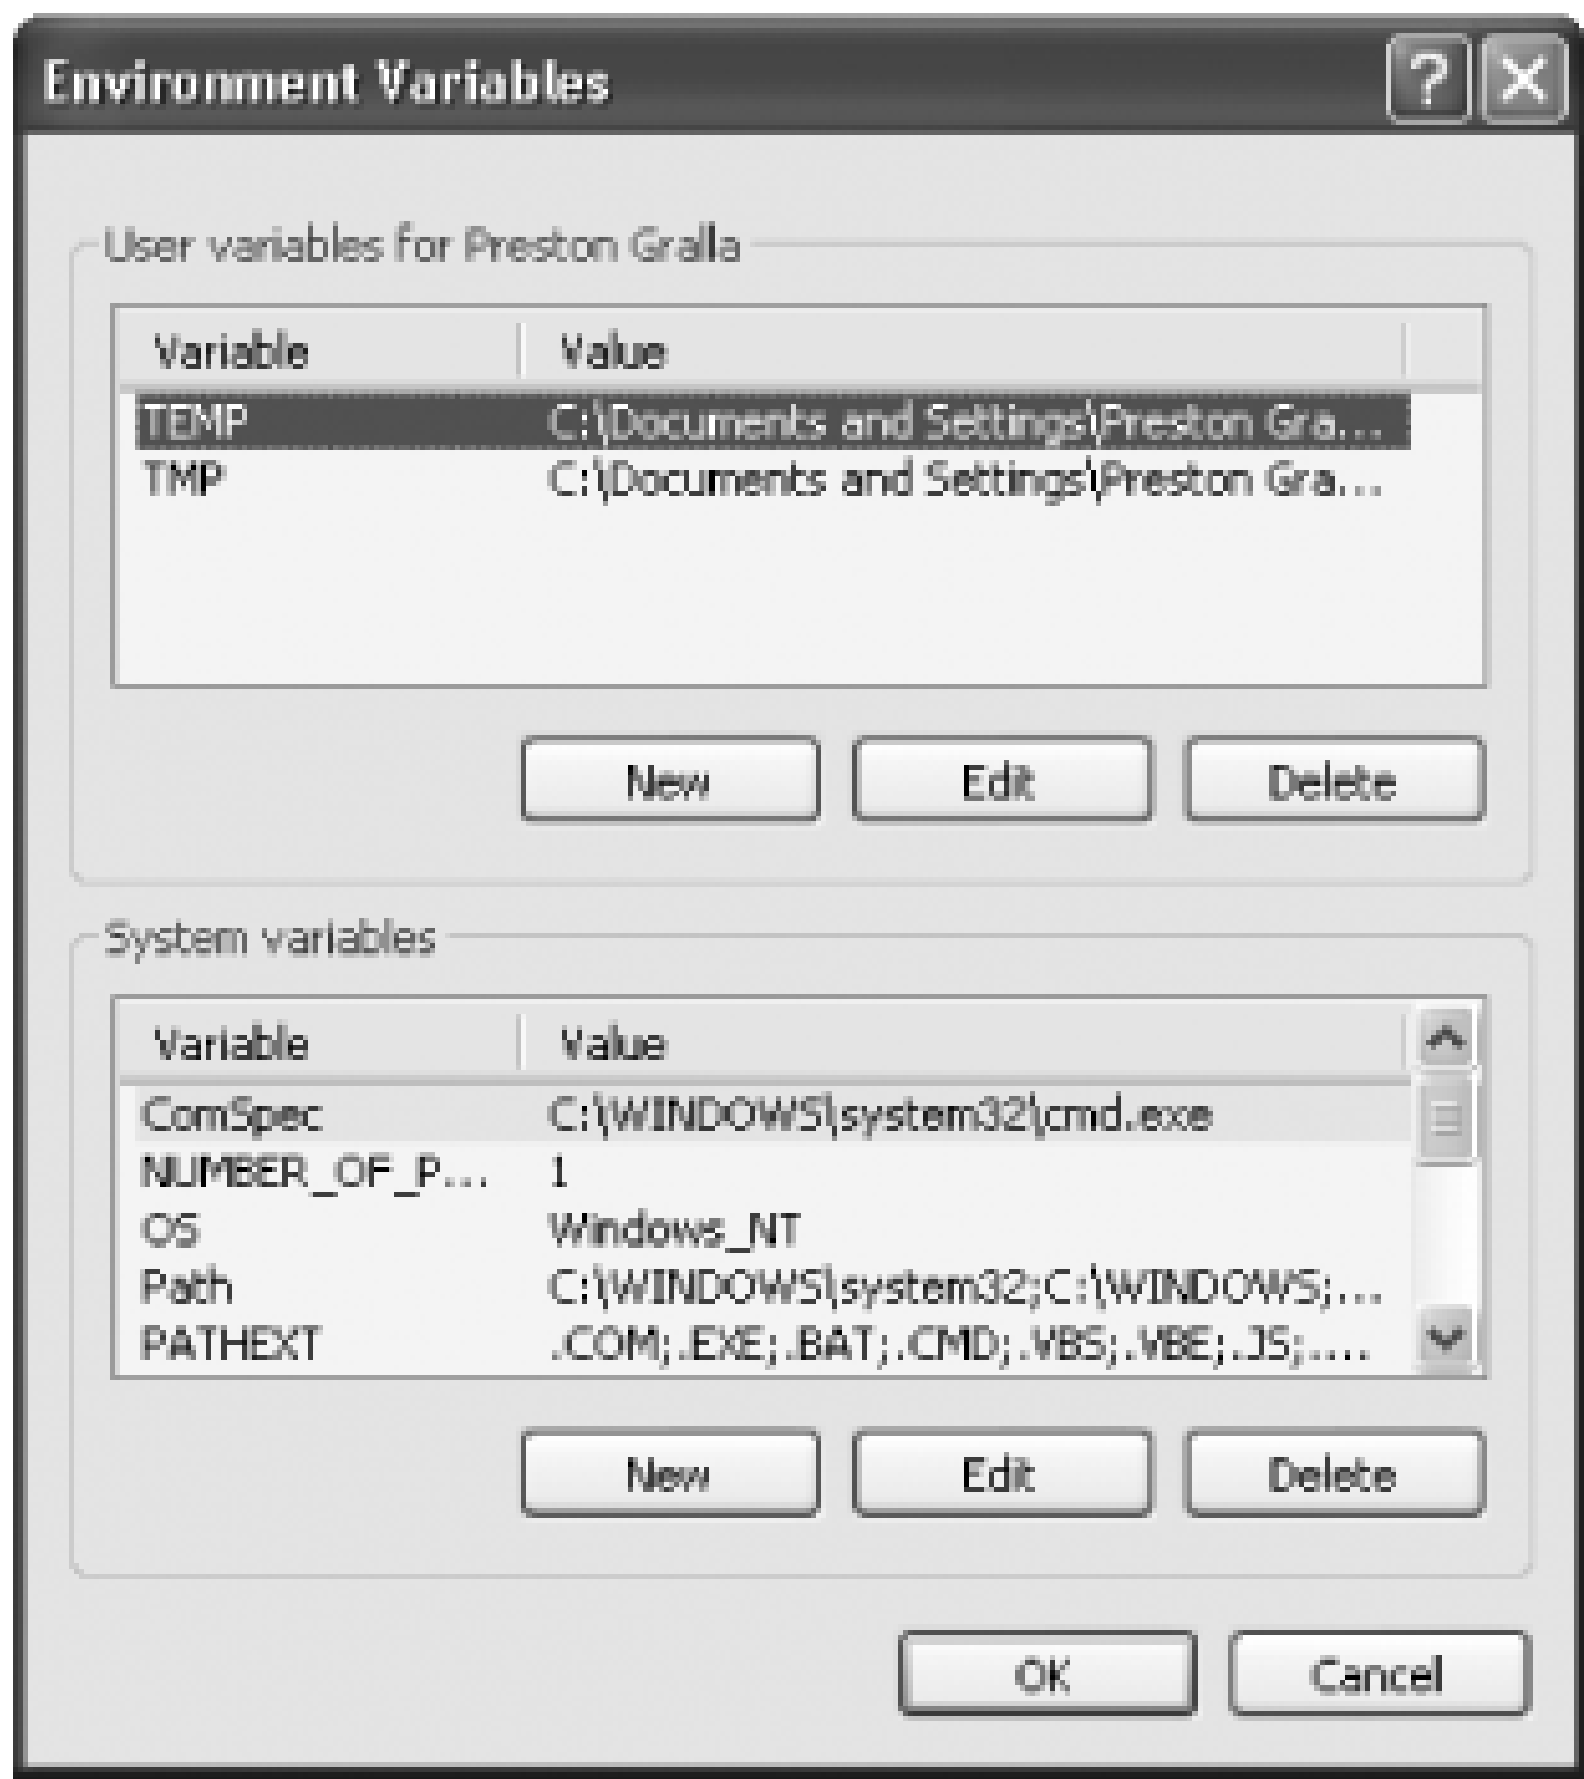 Environment Variables
User variables for Preston Gralla
Variable Value
TEMP C:\Documents and Settings\Preston Gra...
TMP C:\Documents and Settings\Preston Gra...
New Edit Delete
System variables
Variable Value
ComSpec C:\WINDOWS\system32\cmd.exe
NUMBER_OF_P... 1
OS Windows_NT
Path C:\WINDOWS\system32;C:\WINDOWS;...
PATHEXT .COM;.EXE;.BAT;.CMD;.VBS;.VBE;.JS;....
New Edit Delete
OK Cancel